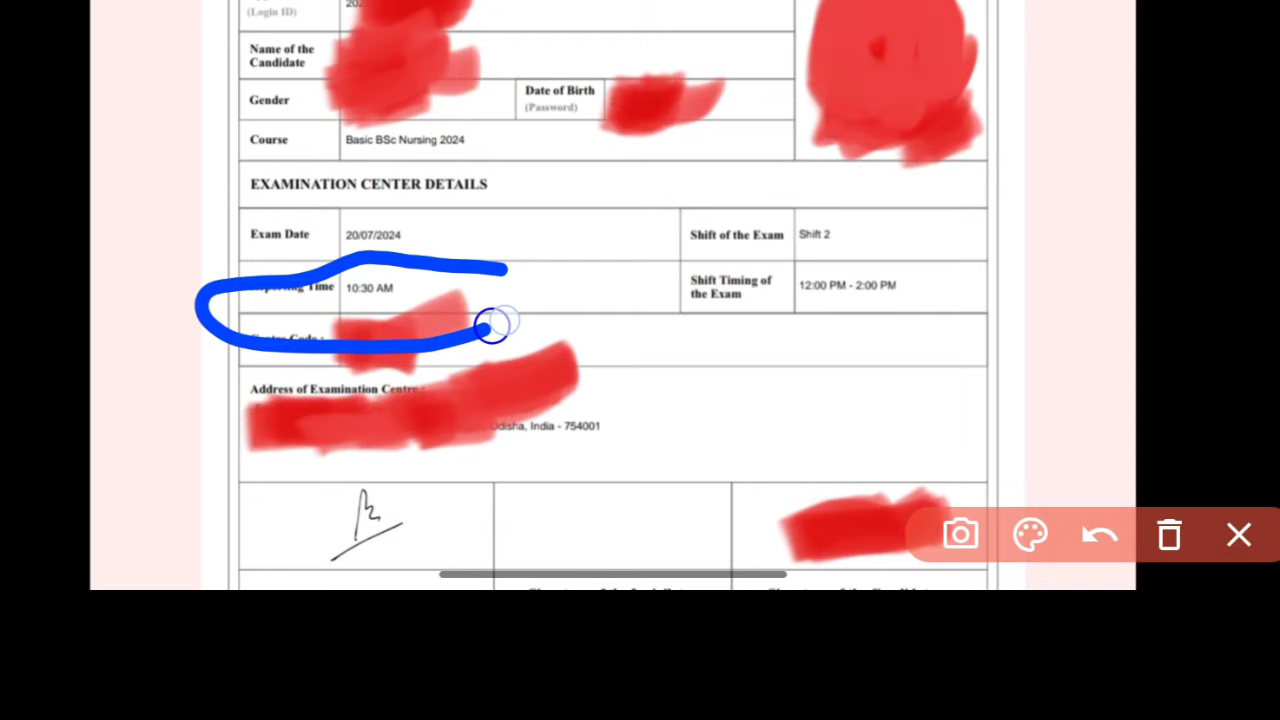 (Login ID)
202
Name of the
Candidate
Gender
Date of Birth
(Password)
Course
Basic BSc Nursing 2024
EXAMINATION CENTER DETAILS
Exam Date
20/07/2024
Shift of the Exam
Shift 2
Time
10:30 AM
Shift Timing of
the Exam
12:00 PM - 2:00 PM
Address of Examination Centre :
Odisha, India - 754001